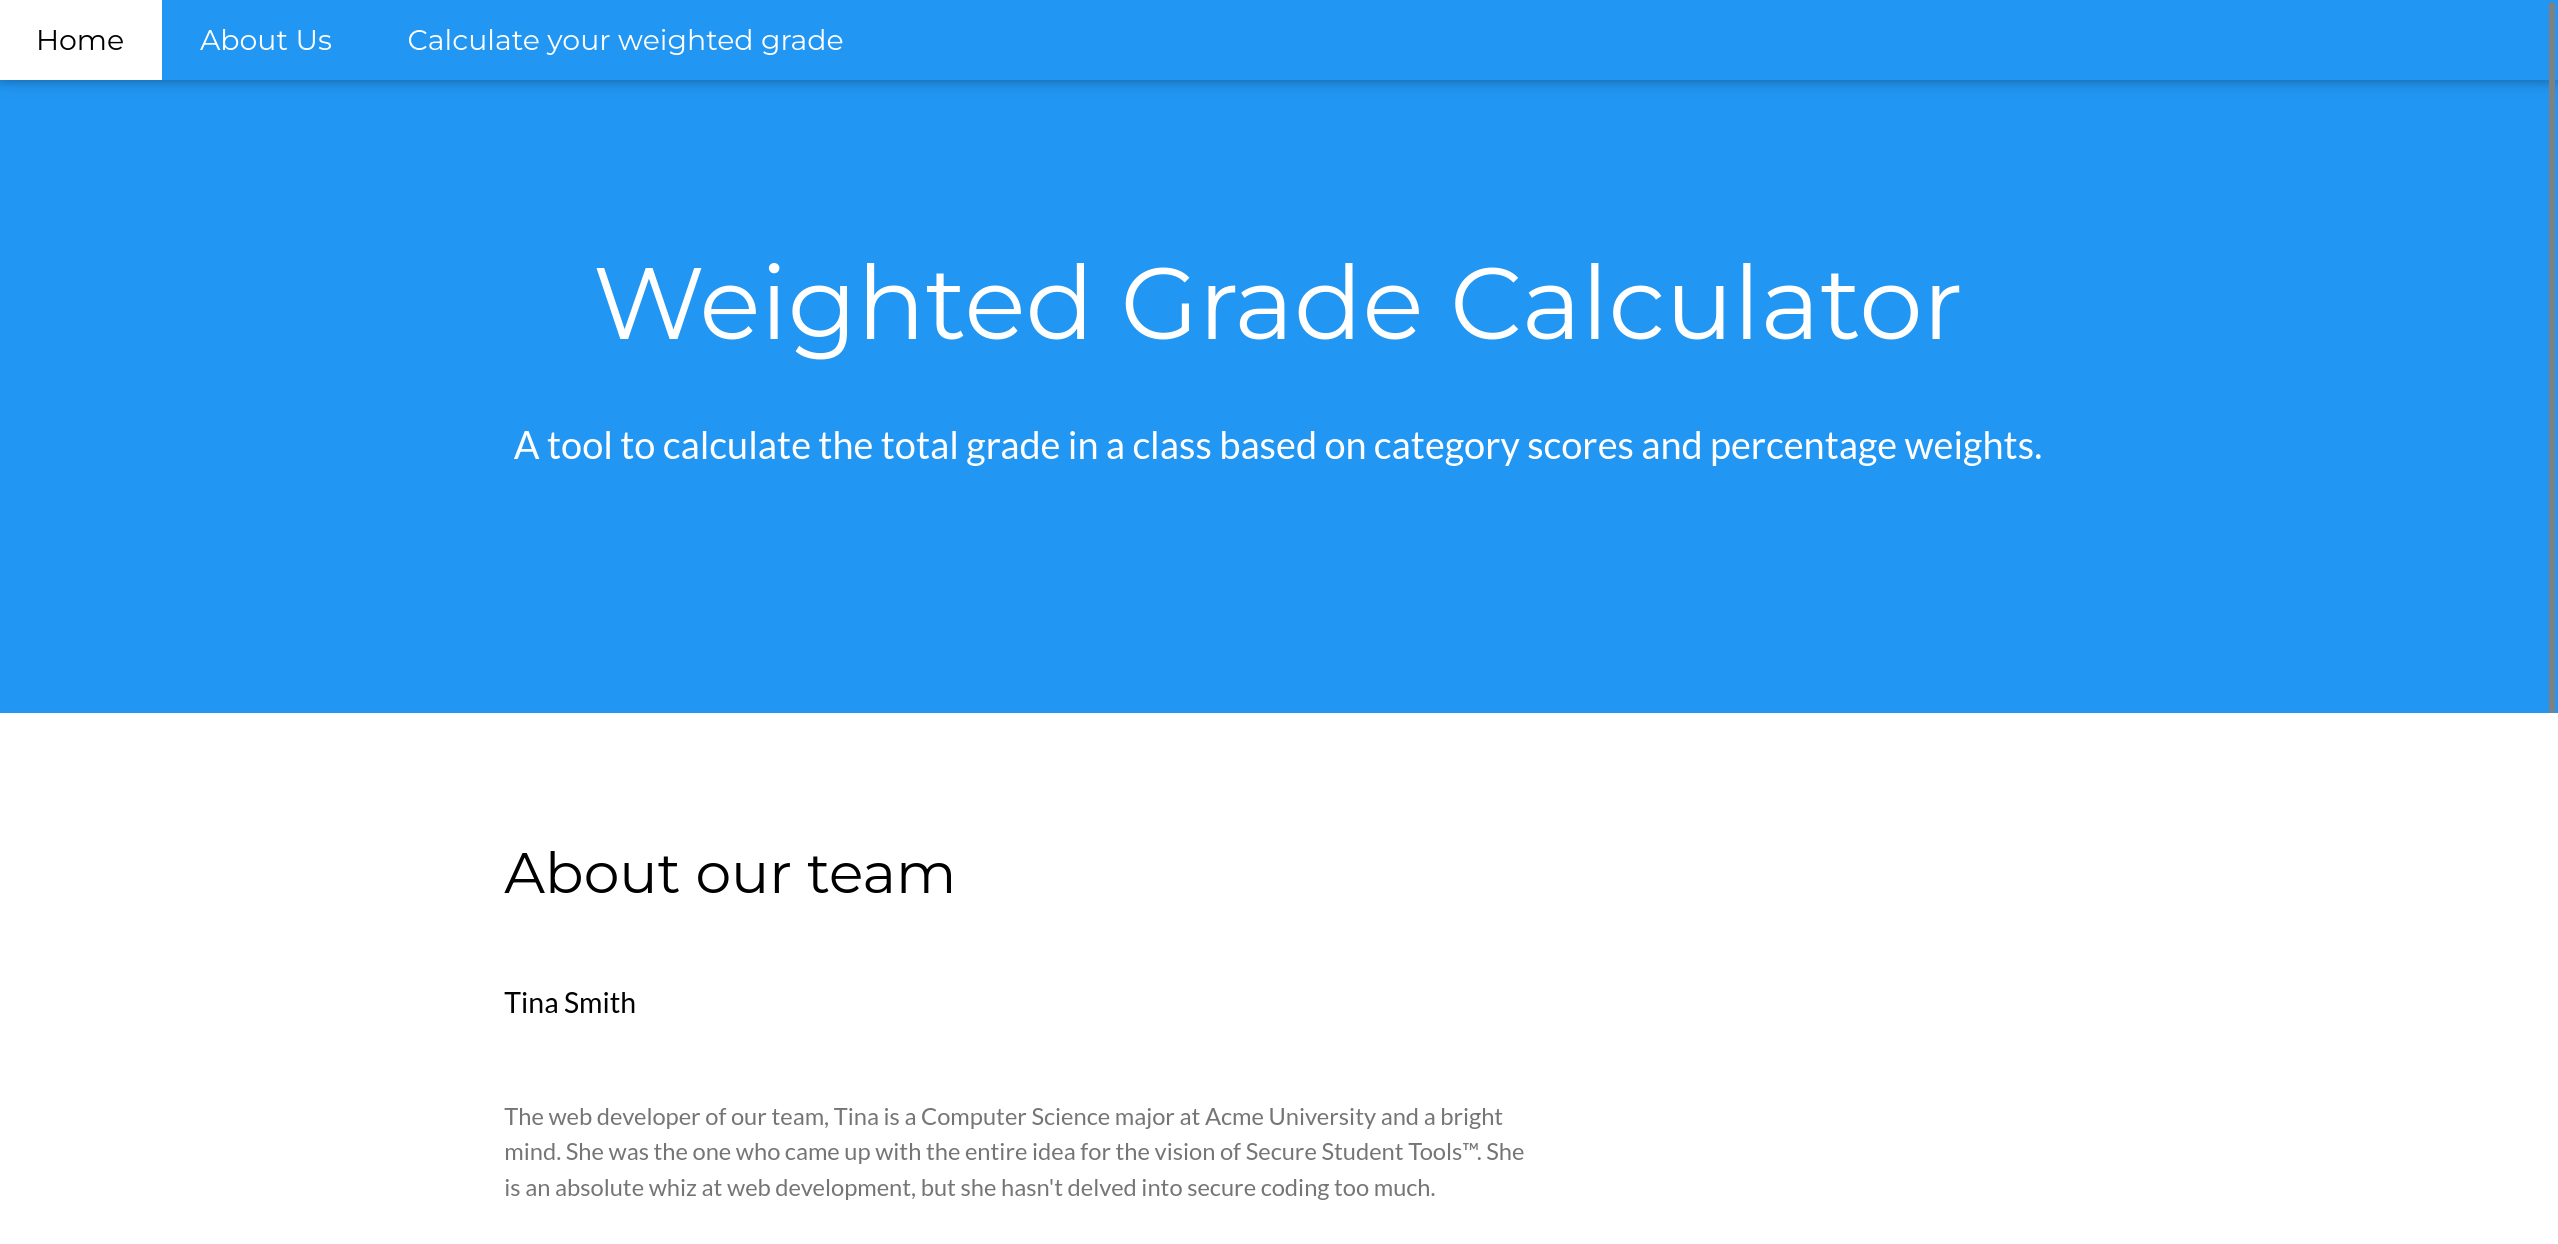 Home About Us Calculate your weighted grade
Weighted Grade Calculator
A tool to calculate the total grade in a class based on category scores and percentage weights.
About our team
Tina Smith
The web developer of our team, Tina is a Computer Science major at Acme University and a bright
mind. She was the one who came up with the entire idea for the vision of Secure Student Tools™. She
is an absolute whiz at web development, but she hasn't delved into secure coding too much.